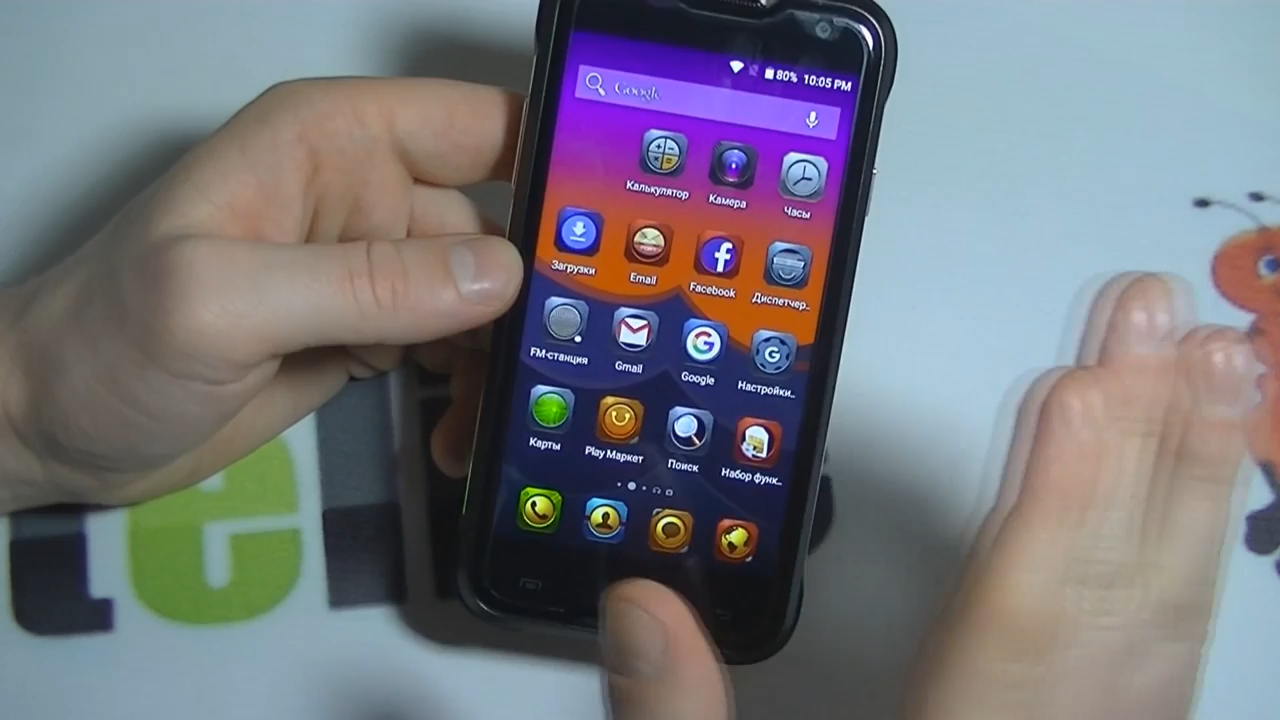 80% 10:05 PM
Google
Калькулятор Камера Часы
Загрузки Email Facebook Диспетчер..
FM-станция Gmail Google Настройки..
Карты Play Маркет Поиск Набор функ..